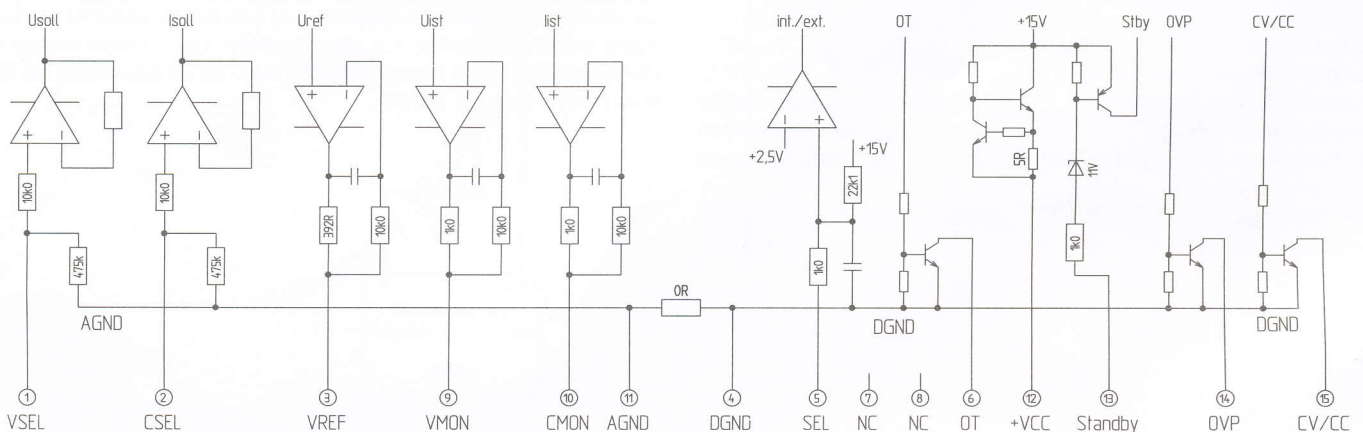 Usoll Isoll Uref Uist Iist int./ext. OT +15V Stby OVP CV/CC
+ − + − + − + − + − − +
+2,5V +15V
10k0 10k0 22k1 5R 11V
392R 10k0 1k0 10k0 1k0 10k0 1k0
475k 475k 1k0
0R
AGND DGND DGND
1 2 3 9 10 11 4 5 7 8 6 12 13 14 15
VSEL CSEL VREF VMON CMON AGND DGND SEL NC NC OT +VCC Standby OVP CV/CC